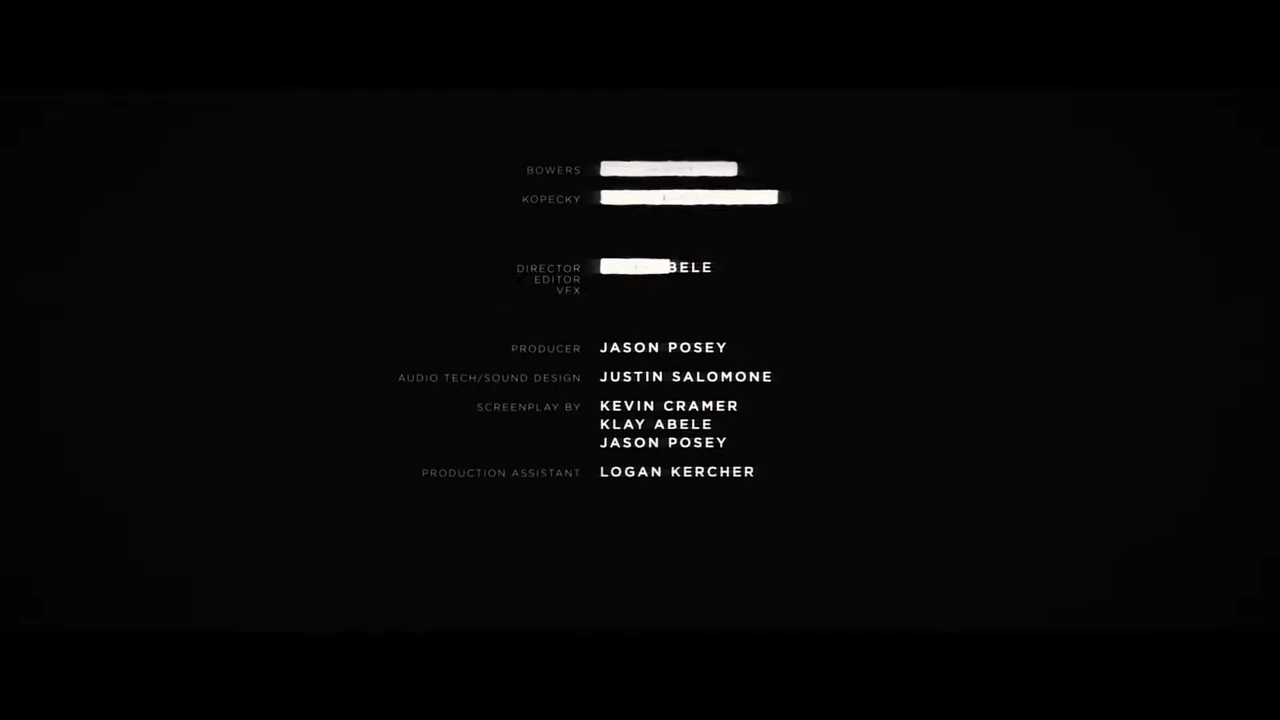 BOWERS
KOPECKY
DIRECTOR BELE
EDITOR
VFX
PRODUCER JASON POSEY
AUDIO TECH/SOUND DESIGN JUSTIN SALOMONE
SCREENPLAY BY KEVIN CRAMER
KLAY ABELE
JASON POSEY
PRODUCTION ASSISTANT LOGAN KERCHER